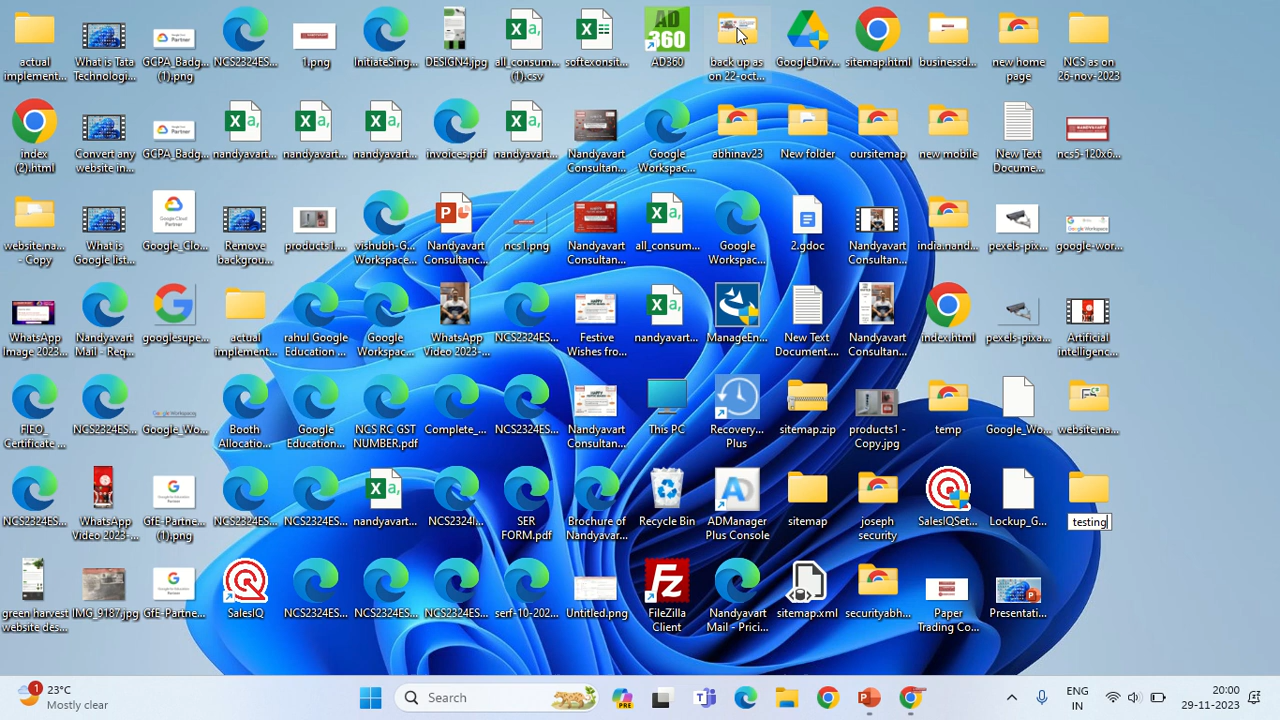 actual
implement...
What is Tata
Technologi...
GCPA_Badg...
(1).png
NCS2324ES...
1.png
InitiateSing...
DESIGN4.jpg
all_consum...
(1).csv
softexonsit...
AD360
back up as
on 22-oct...
GoogleDriv...
sitemap.html
businessd...
new home
page
NCS as on
26-nov-2023
index
(2).html
Convert any
website in...
GCPA_Badg...
nandyavart...
nandyavart...
nandyavart...
invoices.pdf
nandyavart...
Nandyavart
Consultan...
Google
Workspac...
abhinav23
New folder
oursitemap
new mobile
New Text
Docume...
ncs5-120x6...
website.na...
- Copy
What is
Google list...
Google_Clo...
Remove
backgrou...
products1....
vishubh-G...
Workspace...
Nandyavart
Consultanc...
ncs1.png
Nandyavart
Consultan...
all_consum...
Google
Workspac...
2.gdoc
Nandyavart
Consultan...
india.nand...
pexels-pix...
google-wor...
WhatsApp
Image 2023...
Nandyavart
Mail - Req...
googlesupe...
actual
implement...
rahul Google
Education ...
Google
Workspac...
WhatsApp
Video 2023-...
NCS2324ES...
Festive
Wishes fro...
nandyavart...
ManageEn...
New Text
Document....
Nandyavart
Consultan...
index.html
pexels-pixa...
Artificial
intelligenc...
FIEO
Certificate ...
NCS2324ES...
Google_Wo...
Booth
Allocatio...
Google
Education...
NCS RC GST
NUMBER.pdf
Complete_...
NCS2324ES...
Nandyavart
Consultan...
This PC
Recovery...
Plus
sitemap.zip
products1 -
Copy.jpg
temp
Google_Wo...
website.na...
NCS2324ES...
WhatsApp
Video 2023-...
GfE-Partne...
(1).png
NCS2324ES...
NCS2324ES...
nandyavart...
NCS2324I...
SER
FORM.pdf
Brochure of
Nandyavar...
Recycle Bin
ADManager
Plus Console
sitemap
joseph
security
SalesIQSet...
Lockup_G...
testing
green harvest
website des...
IMG_9187.jpg
GfE-Partne...
SalesIQ
NCS2324ES...
NCS2324ES...
NCS2324ES...
serf-10-202...
Untitled.png
FileZilla
Client
Nandyavart
Mail - Prici...
sitemap.xml
securityabh...
Paper
Trading Co...
Presentati...
1
23°C
Mostly clear
Search
PRE
ENG
IN
20:00
29-11-2023